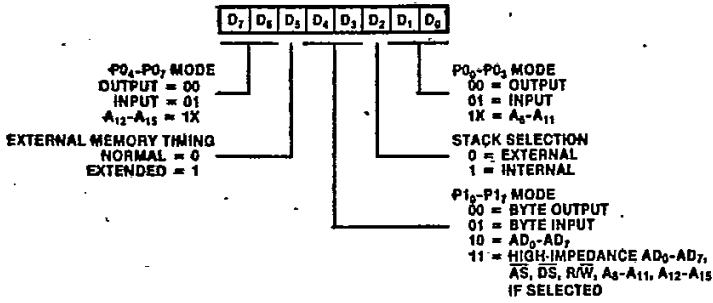 D7 D6 D5 D4 D3 D2 D1 D0
P04-P07 MODE
OUTPUT = 00
INPUT = 01
A12-A15 = 1X
EXTERNAL MEMORY TIMING
NORMAL = 0
EXTENDED = 1
P00-P03 MODE
00 = OUTPUT
01 = INPUT
1X = A8-A11
STACK SELECTION
0 = EXTERNAL
1 = INTERNAL
P10-P17 MODE
00 = BYTE OUTPUT
01 = BYTE INPUT
10 = AD0-AD7
11 = HIGH-IMPEDANCE AD0-AD7,
A̅S̅, D̅S̅, R/W̅, A8-A11, A12-A15
IF SELECTED